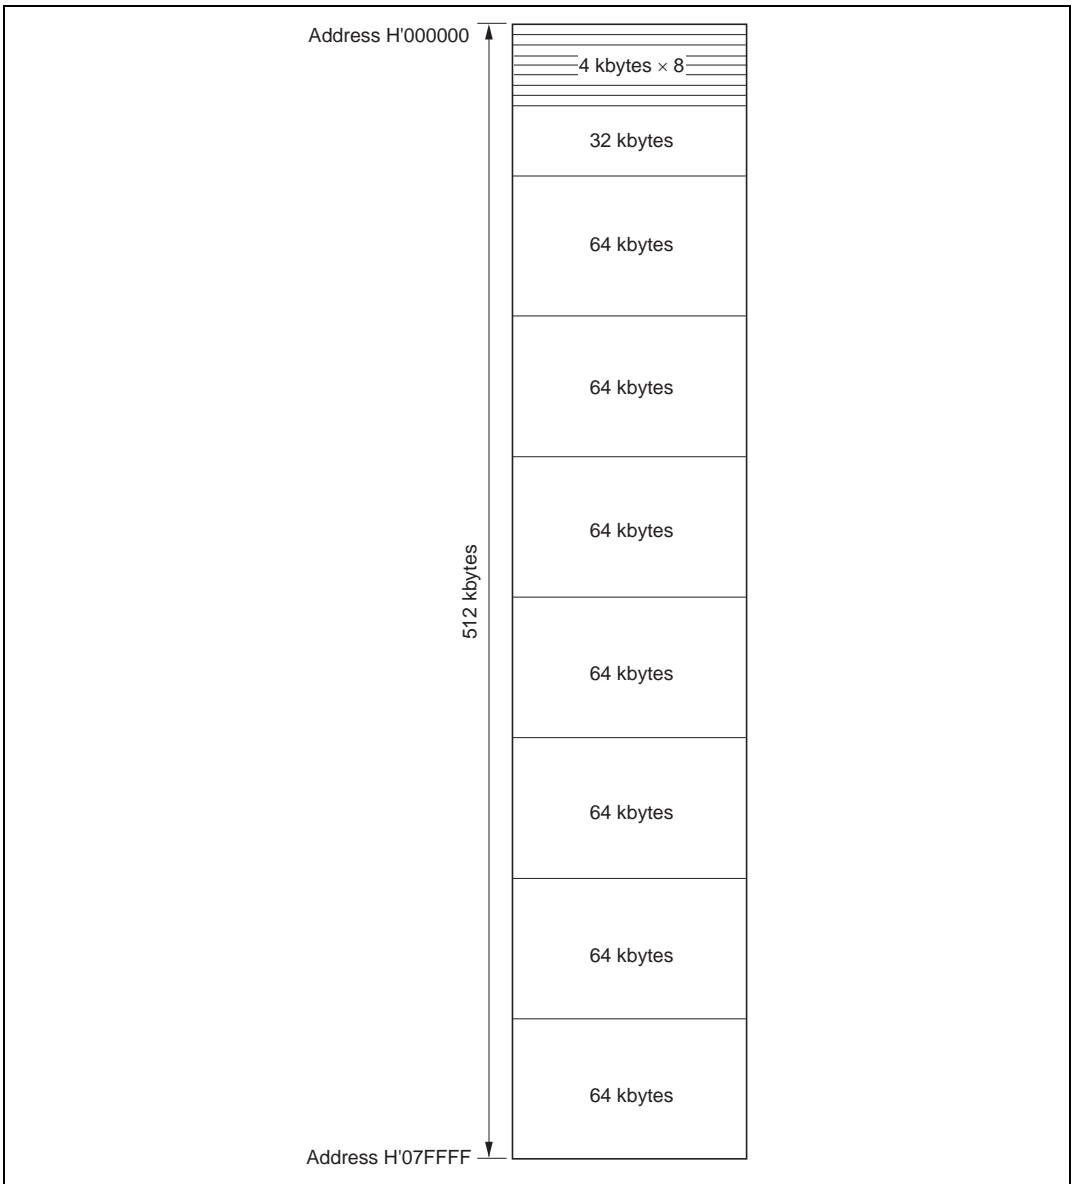 Address H'000000
4 kbytes × 8
32 kbytes
64 kbytes
64 kbytes
64 kbytes
512 kbytes
64 kbytes
64 kbytes
64 kbytes
64 kbytes
Address H'07FFFF